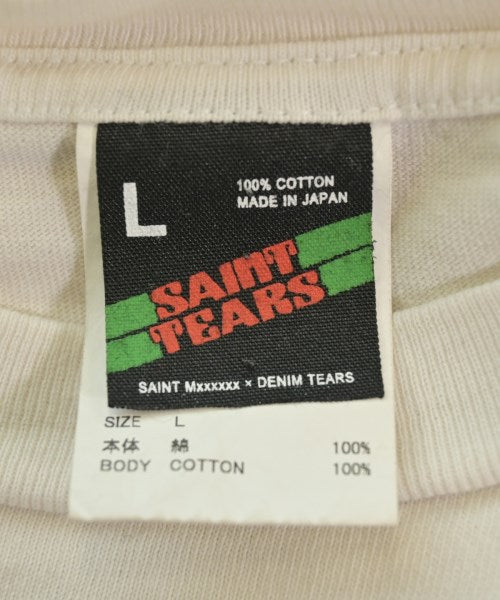 L
100% COTTON
MADE IN JAPAN
SAINT
TEARS
SAINT Mxxxxxx × DENIM TEARS
SIZE L
本体 綿 100%
BODY COTTON 100%